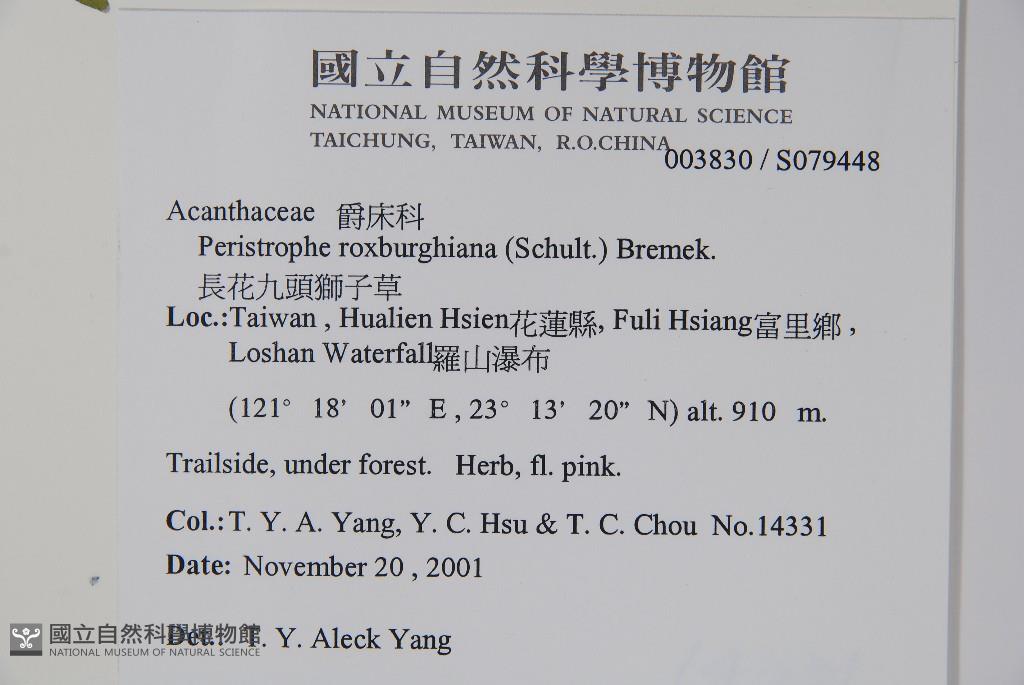 國立自然科學博物館
NATIONAL MUSEUM OF NATURAL SCIENCE
TAICHUNG, TAIWAN, R.O.CHINA
003830 / S079448
Acanthaceae 爵床科
Peristrophe roxburghiana (Schult.) Bremek.
長花九頭獅子草
Loc.:Taiwan , Hualien Hsien花蓮縣, Fuli Hsiang富里鄉 ,
Loshan Waterfall羅山瀑布
(121° 18’ 01” E , 23° 13’ 20” N) alt. 910 m.
Trailside, under forest. Herb, fl. pink.
Col.: T. Y. A. Yang, Y. C. Hsu & T. C. Chou No.14331
Date: November 20 , 2001
Det.: T. Y. Aleck Yang
國立自然科學博物館
NATIONAL MUSEUM OF NATURAL SCIENCE